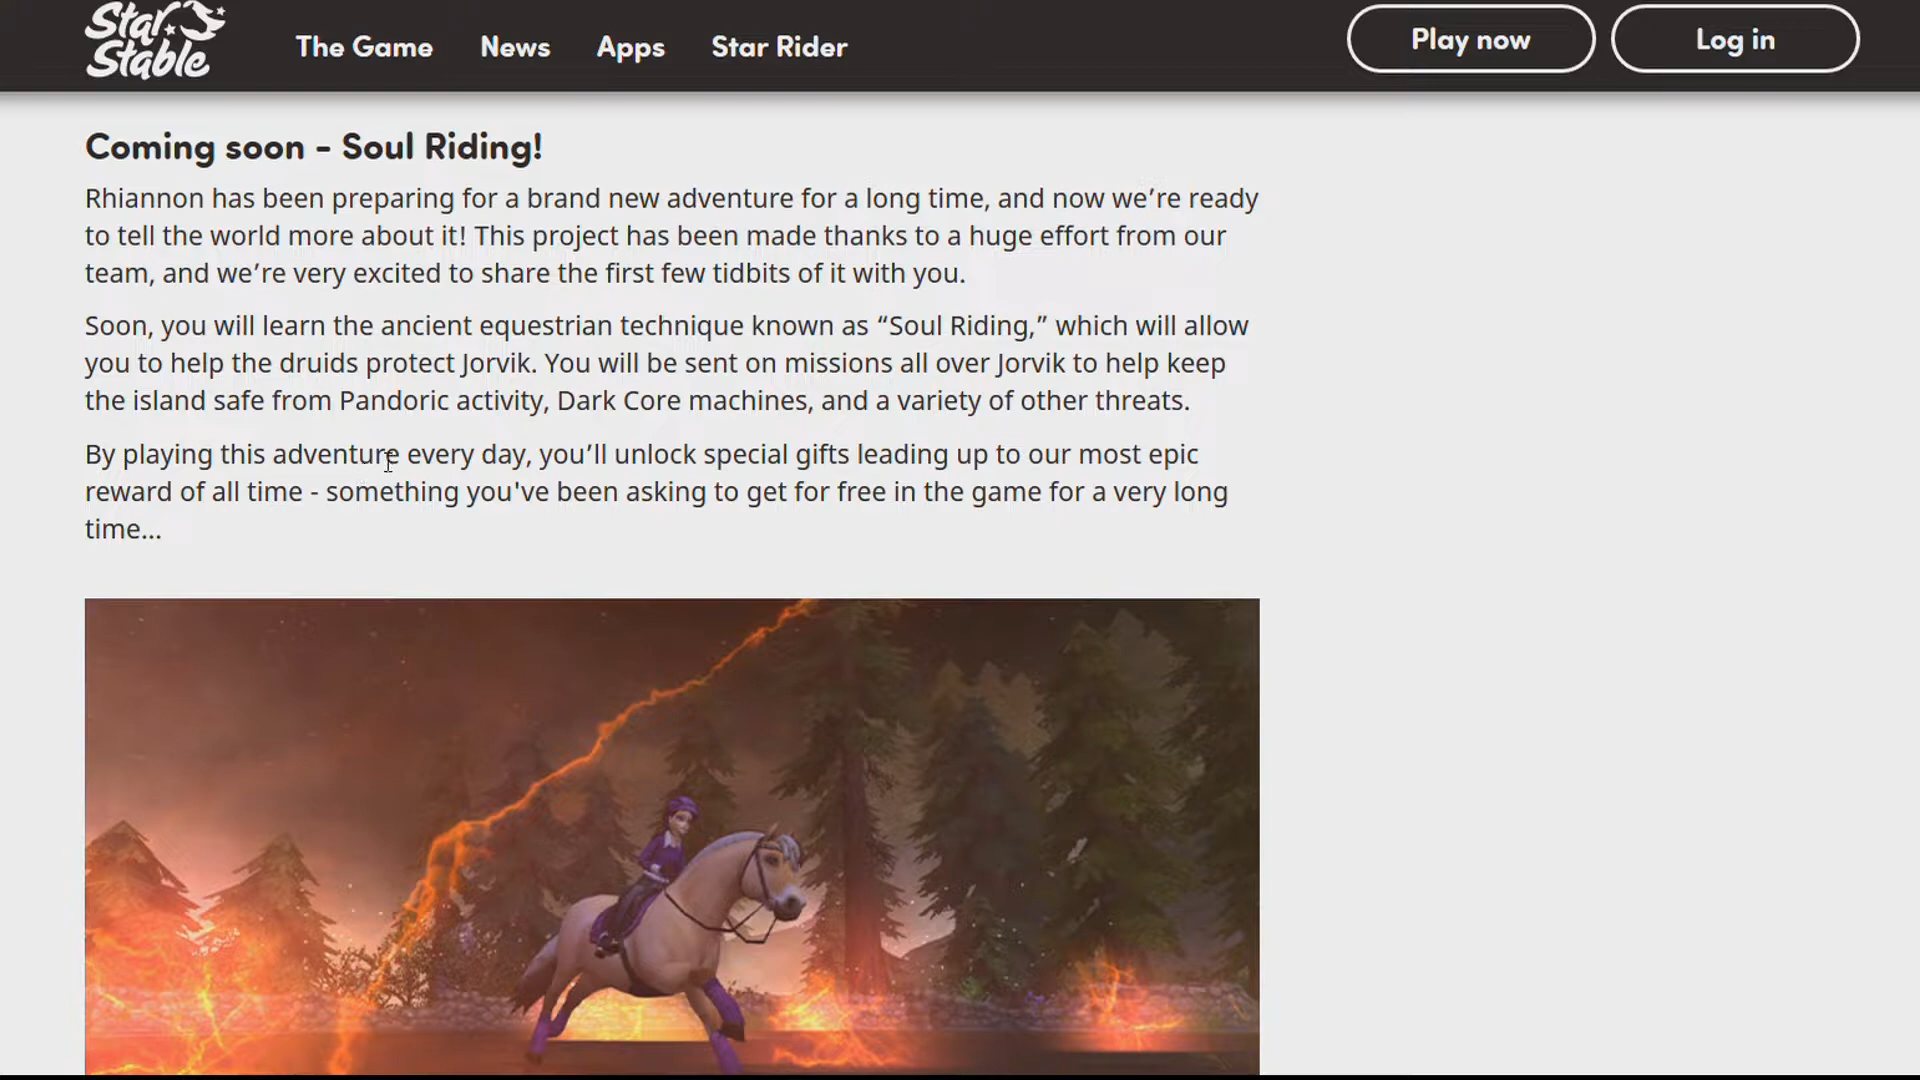 Star Stable
The Game
News
Apps
Star Rider
Play now
Log in
Coming soon - Soul Riding!
Rhiannon has been preparing for a brand new adventure for a long time, and now we’re ready
to tell the world more about it! This project has been made thanks to a huge effort from our
team, and we’re very excited to share the first few tidbits of it with you.
Soon, you will learn the ancient equestrian technique known as “Soul Riding,” which will allow
you to help the druids protect Jorvik. You will be sent on missions all over Jorvik to help keep
the island safe from Pandoric activity, Dark Core machines, and a variety of other threats.
By playing this adventure every day, you’ll unlock special gifts leading up to our most epic
reward of all time - something you've been asking to get for free in the game for a very long
time...